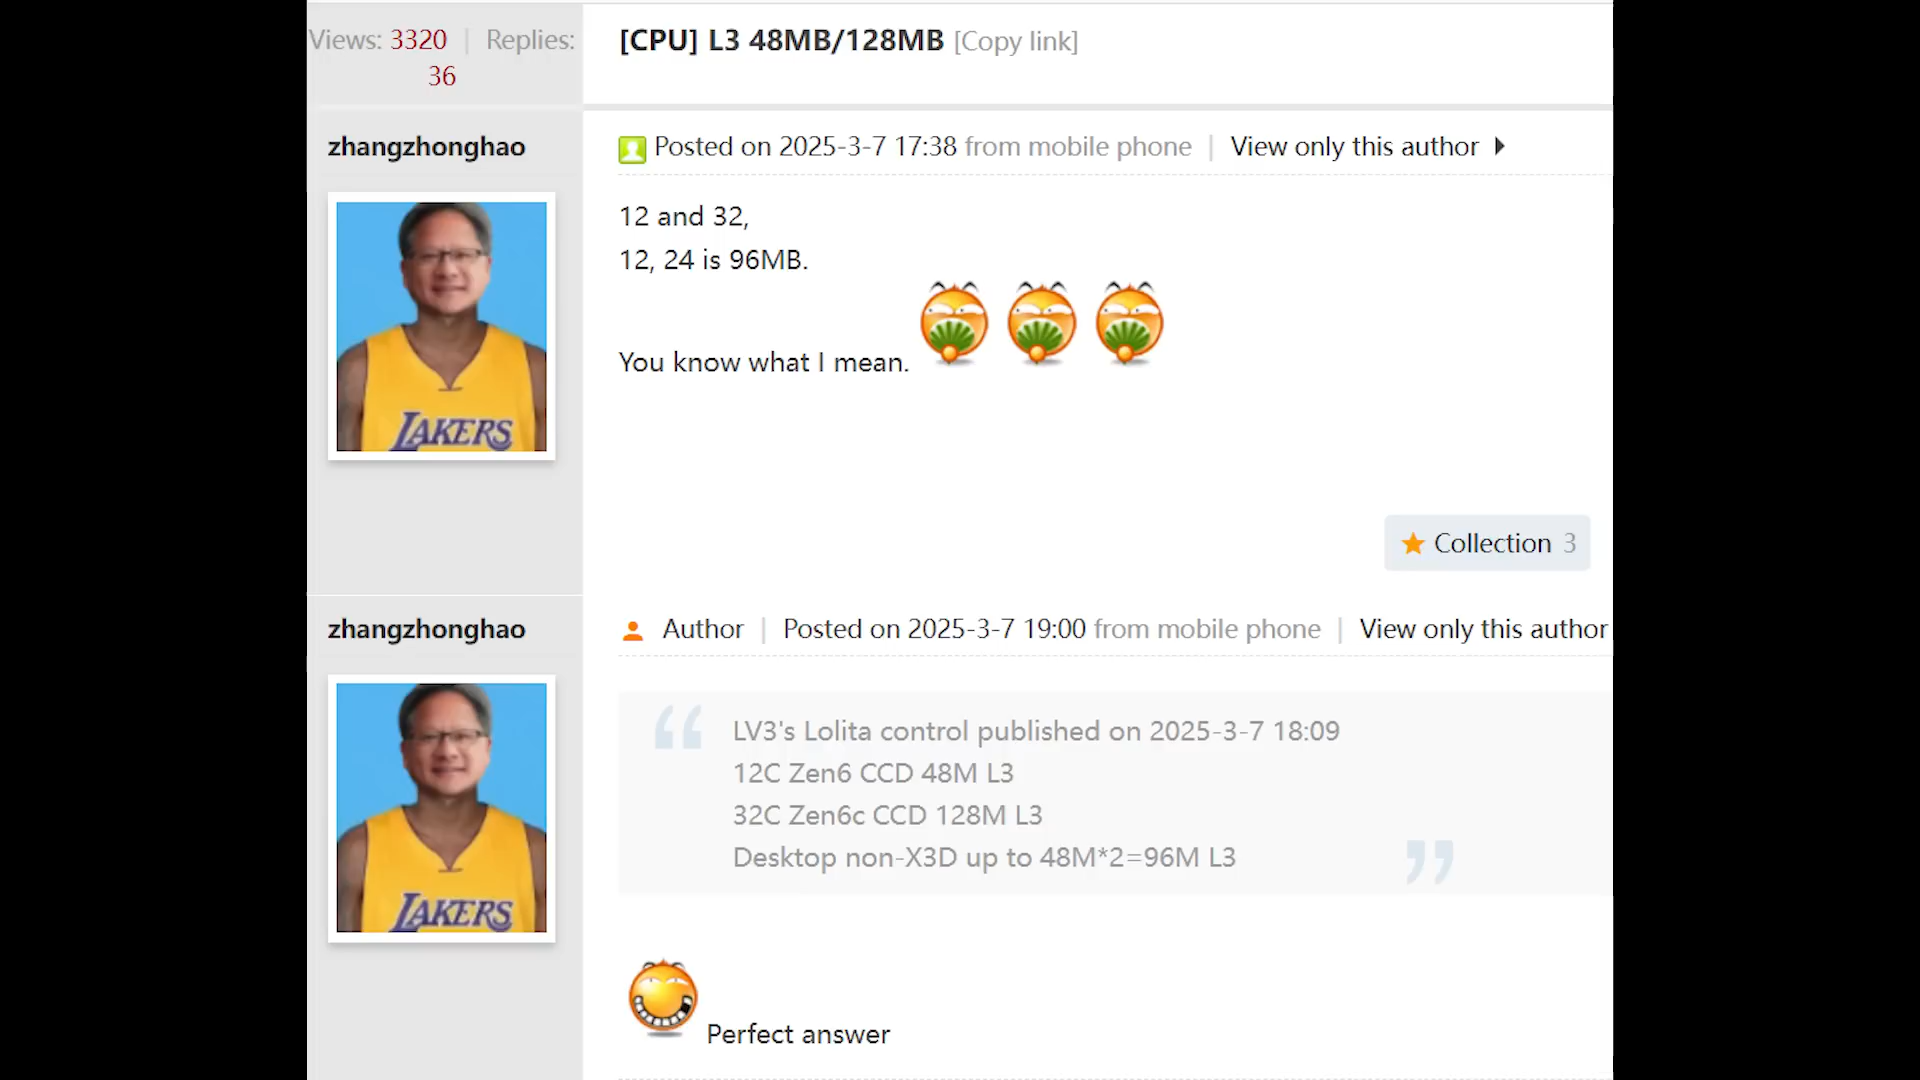 Views: 3320 | Replies: 36
[CPU] L3 48MB/128MB [Copy link]
zhangzhonghao
Posted on 2025-3-7 17:38 from mobile phone | View only this author
12 and 32,
12, 24 is 96MB.
You know what I mean.
LAKERS
Collection 3
zhangzhonghao
Author | Posted on 2025-3-7 19:00 from mobile phone | View only this author
LV3's Lolita control published on 2025-3-7 18:09
12C Zen6 CCD 48M L3
32C Zen6c CCD 128M L3
Desktop non-X3D up to 48M*2=96M L3
LAKERS
Perfect answer